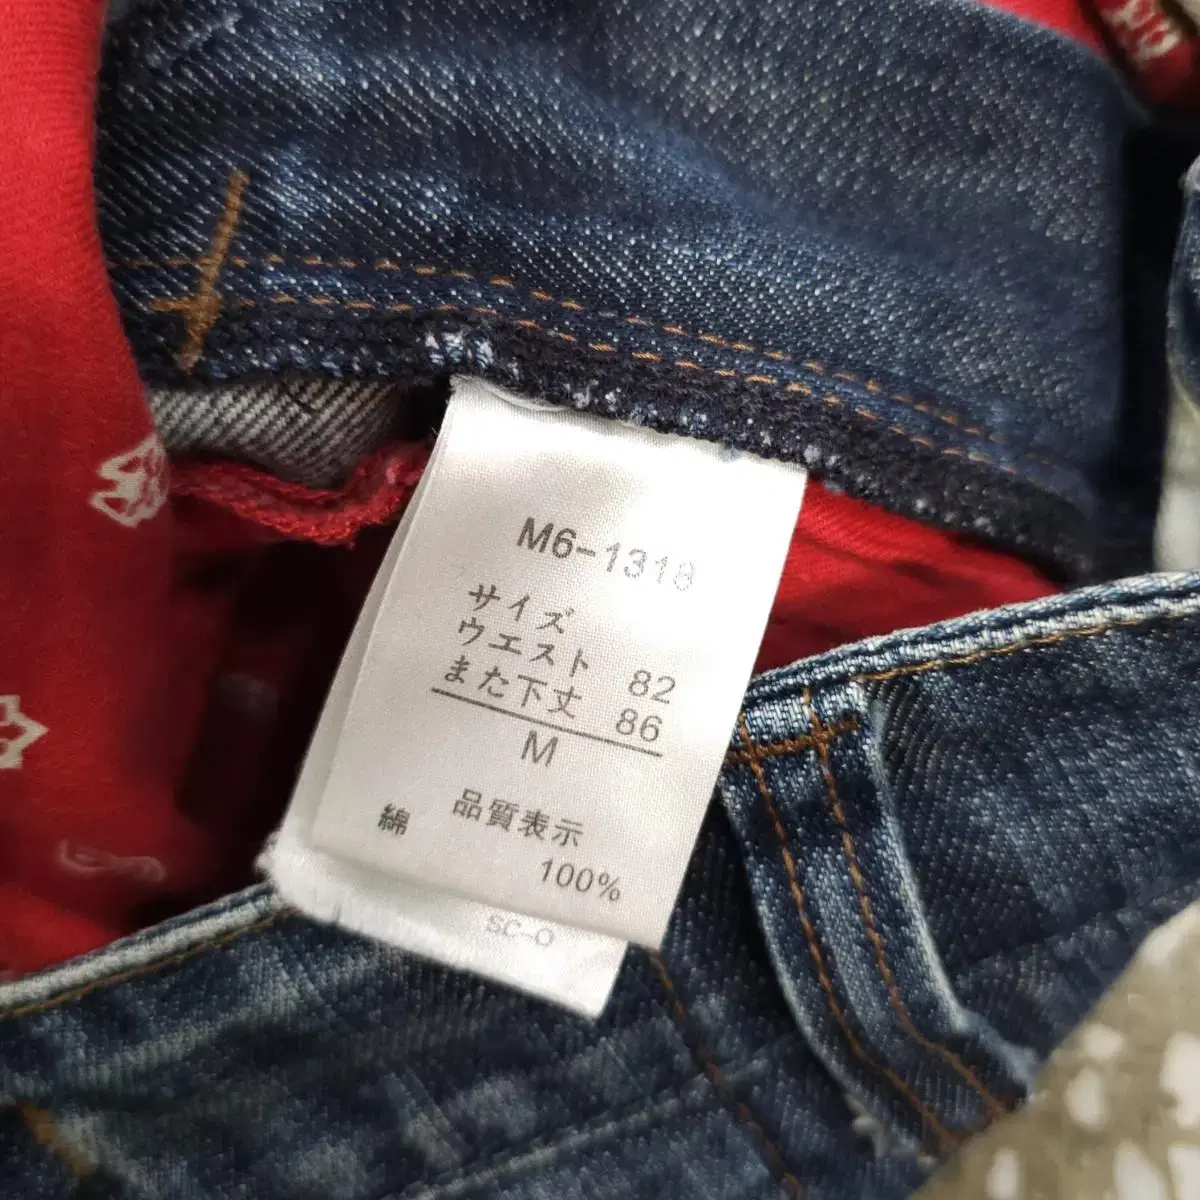 M6-1318
サイズ
ウエスト 82
また下丈 86
M
品質表示
綿 100%
SC-O